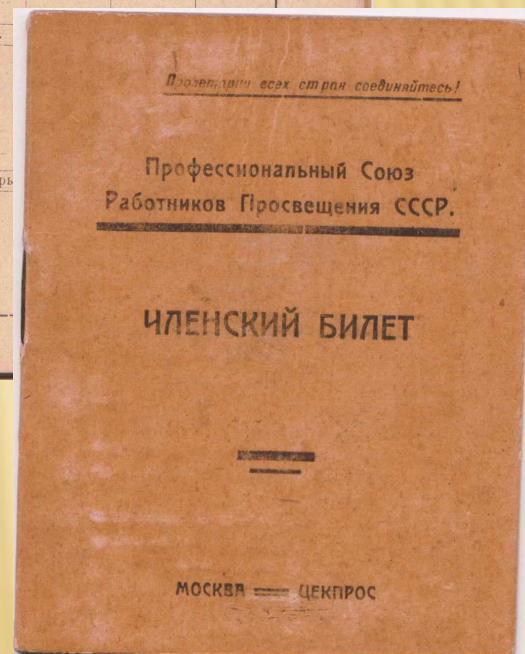 Пролетарии всех стран соединяйтесь!
Профессиональный Союз
Работников Просвещения СССР.
ЧЛЕНСКИЙ БИЛЕТ
МОСКВА == ЦЕКПРОС